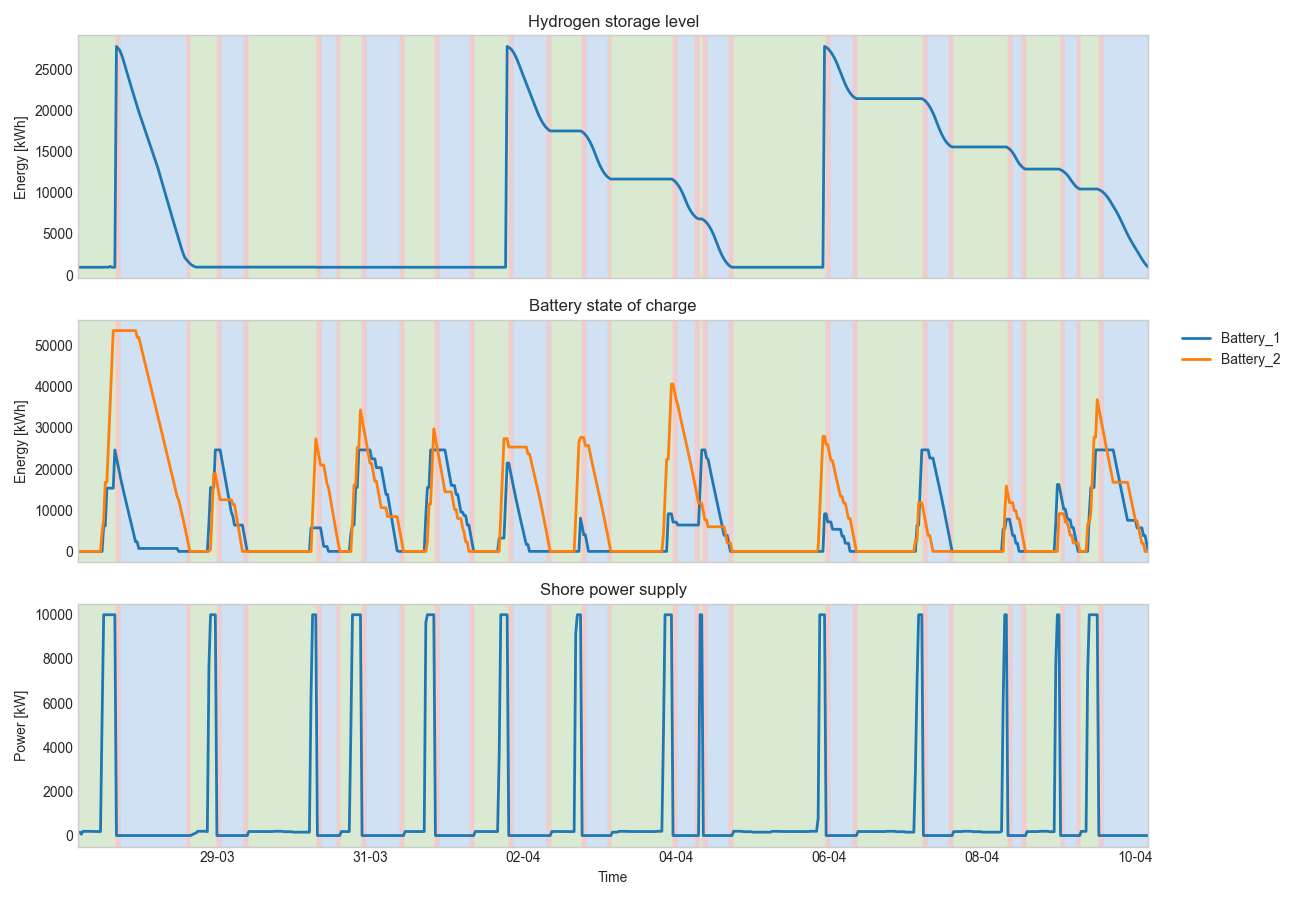 Hydrogen storage level
25000
20000
15000
10000
5000
0
Energy [kWh]
Battery state of charge
50000
40000
30000
20000
10000
0
Energy [kWh]
Battery_1
Battery_2
Shore power supply
10000
8000
6000
4000
2000
0
Power [kW]
29-03 31-03 02-04 04-04 06-04 08-04 10-04
Time